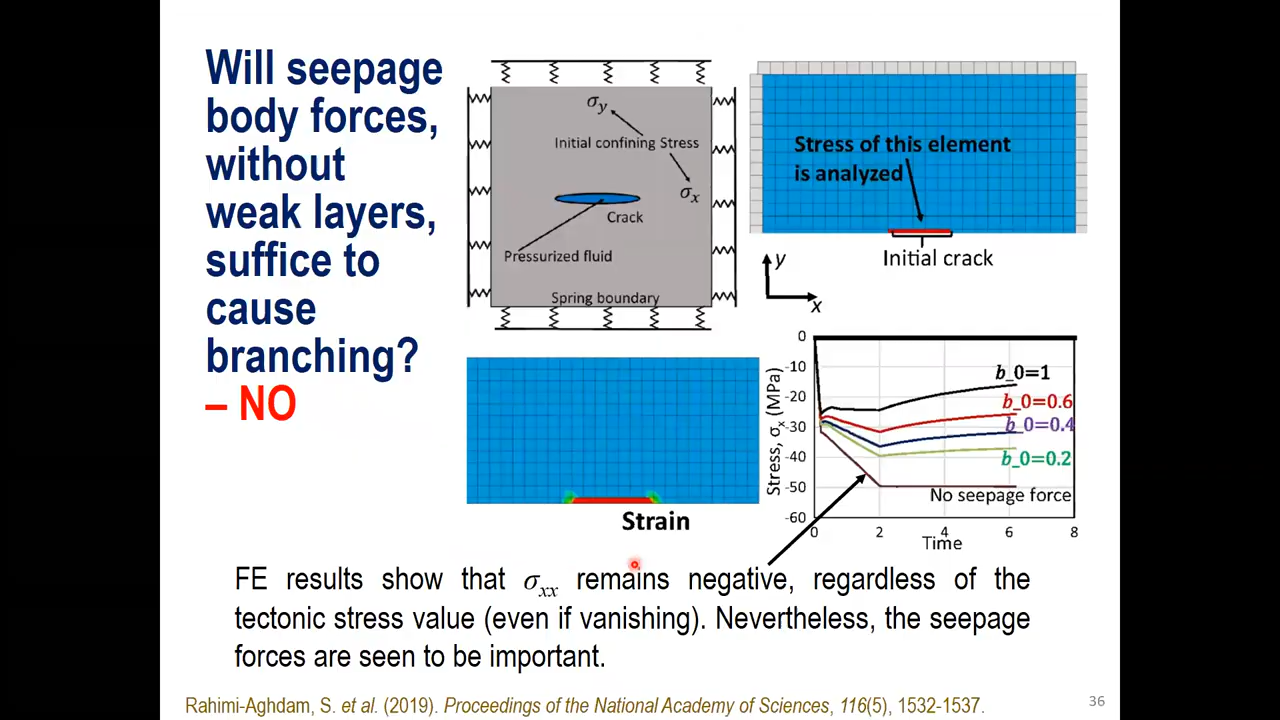 Will seepage
body forces,
without
weak layers,
suffice to
cause
branching?
– NO
σy
Initial confining Stress
σx
Crack
Pressurized fluid
Spring boundary
Stress of this element
is analyzed
Initial crack
y
x
Strain
Stress, σx (MPa)
0
-10
-20
-30
-40
-50
-60
b_0=1
b_0=0.6
b_0=0.4
b_0=0.2
No seepage force
0 2 4 6 8
Time
FE results show that σxx remains negative, regardless of the
tectonic stress value (even if vanishing). Nevertheless, the seepage
forces are seen to be important.
Rahimi-Aghdam, S. et al. (2019). Proceedings of the National Academy of Sciences, 116(5), 1532-1537.
36